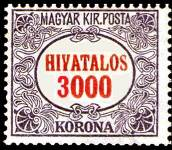 MAGYAR KIR. POSTA
HIVATALOS
3000
KORONA